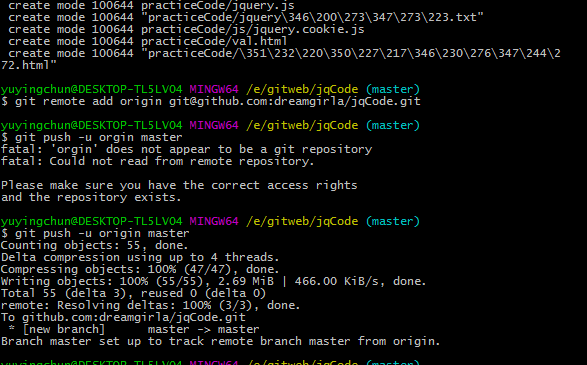 create mode 100644 practiceCode/jquery.js
create mode 100644 "practiceCode/jquery\346\200\273\347\273\223.txt"
create mode 100644 practiceCode/js/jquery.cookie.js
create mode 100644 practiceCode/val.html
create mode 100644 "practiceCode/\351\232\220\350\227\217\346\230\276\347\244\2
72.html"
yuyingchun@DESKTOP-TL5LVO4 MINGW64 /e/gitweb/jqCode (master)
$ git remote add origin git@github.com:dreamgirla/jqCode.git
yuyingchun@DESKTOP-TL5LVO4 MINGW64 /e/gitweb/jqCode (master)
$ git push -u orgin master
fatal: 'orgin' does not appear to be a git repository
fatal: Could not read from remote repository.
Please make sure you have the correct access rights
and the repository exists.
yuyingchun@DESKTOP-TL5LVO4 MINGW64 /e/gitweb/jqCode (master)
$ git push -u origin master
Counting objects: 55, done.
Delta compression using up to 4 threads.
Compressing objects: 100% (47/47), done.
Writing objects: 100% (55/55), 2.69 MiB | 466.00 KiB/s, done.
Total 55 (delta 3), reused 0 (delta 0)
remote: Resolving deltas: 100% (3/3), done.
To github.com:dreamgirla/jqCode.git
* [new branch] master -> master
Branch master set up to track remote branch master from origin.